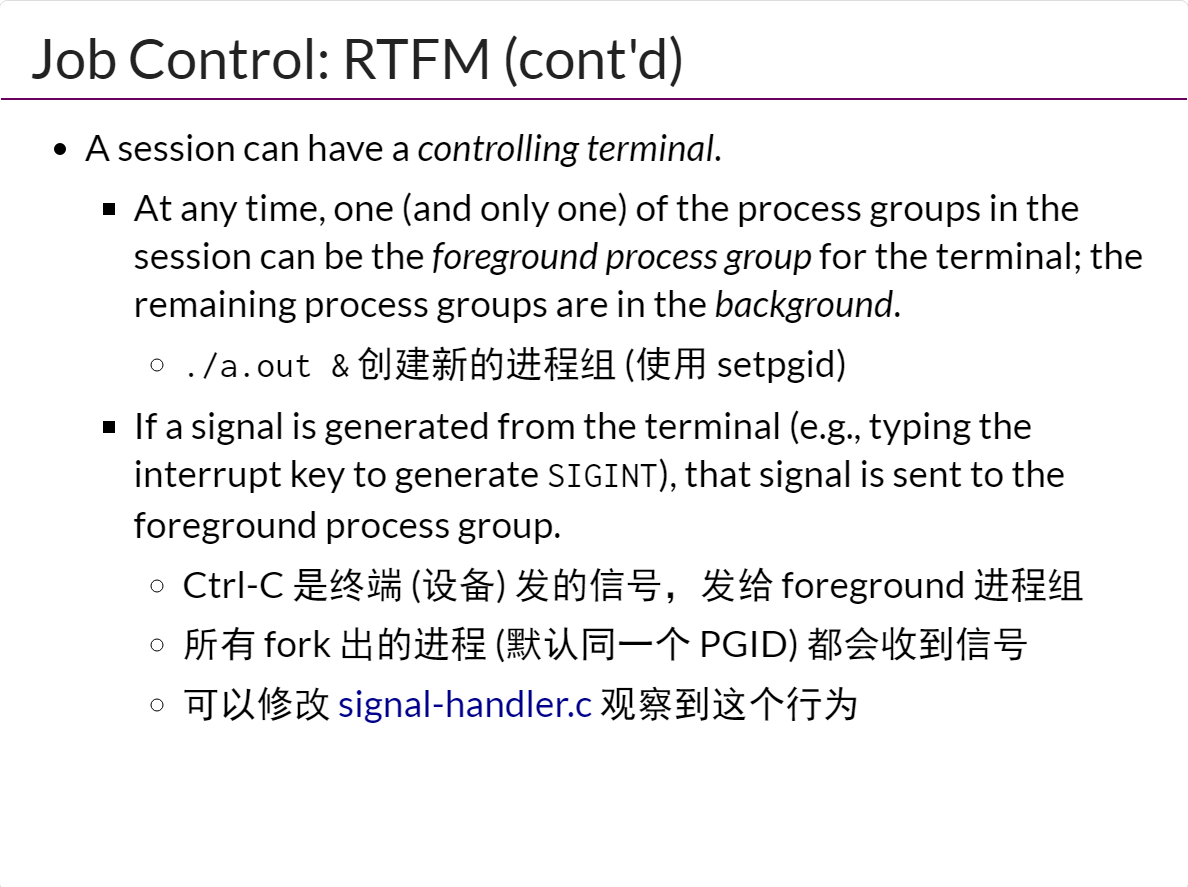 Job Control: RTFM (cont'd)
A session can have a controlling terminal.
At any time, one (and only one) of the process groups in the
session can be the foreground process group for the terminal; the
remaining process groups are in the background.
./a.out & 创建新的进程组 (使用 setpgid)
If a signal is generated from the terminal (e.g., typing the
interrupt key to generate SIGINT), that signal is sent to the
foreground process group.
Ctrl-C 是终端 (设备) 发的信号，发给 foreground 进程组
所有 fork 出的进程 (默认同一个 PGID) 都会收到信号
可以修改 signal-handler.c 观察到这个行为